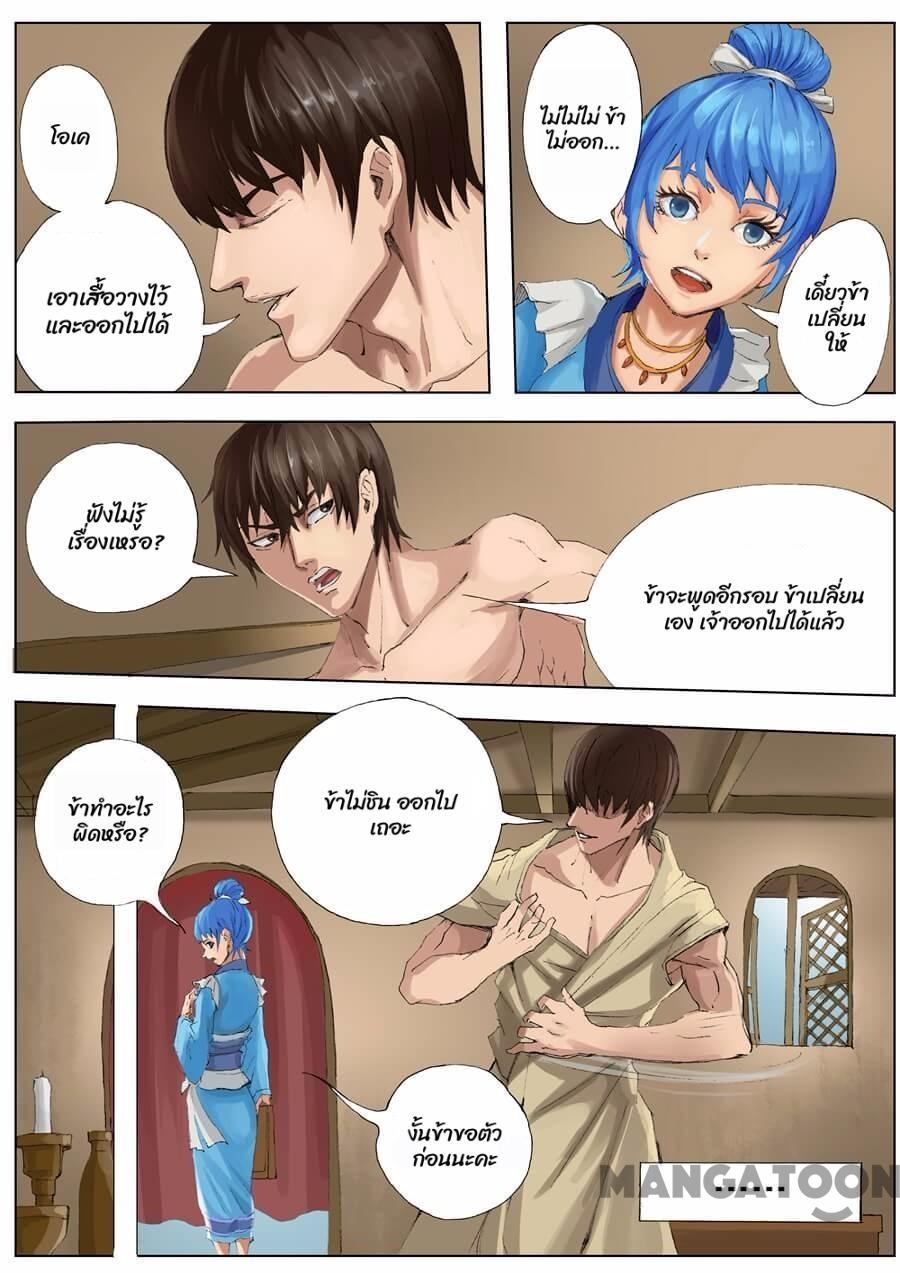 โอเค
เอาเสื้อวางไว้
และออกไปได้
ไม่ไม่ไม่ ข้า
ไม่ออก...
เดี๋ยวข้า
เปลี่ยน
ให้
ฟังไม่รู้
เรื่องเหรอ?
ข้าจะพูดอีกรอบ ข้าเปลี่ยน
เอง เจ้าออกไปได้แล้ว
ข้าทำอะไร
ผิดหรือ?
ข้าไม่ชิน ออกไป
เถอะ
งั้นข้าขอตัว
ก่อนนะคะ
......
MANGATOON